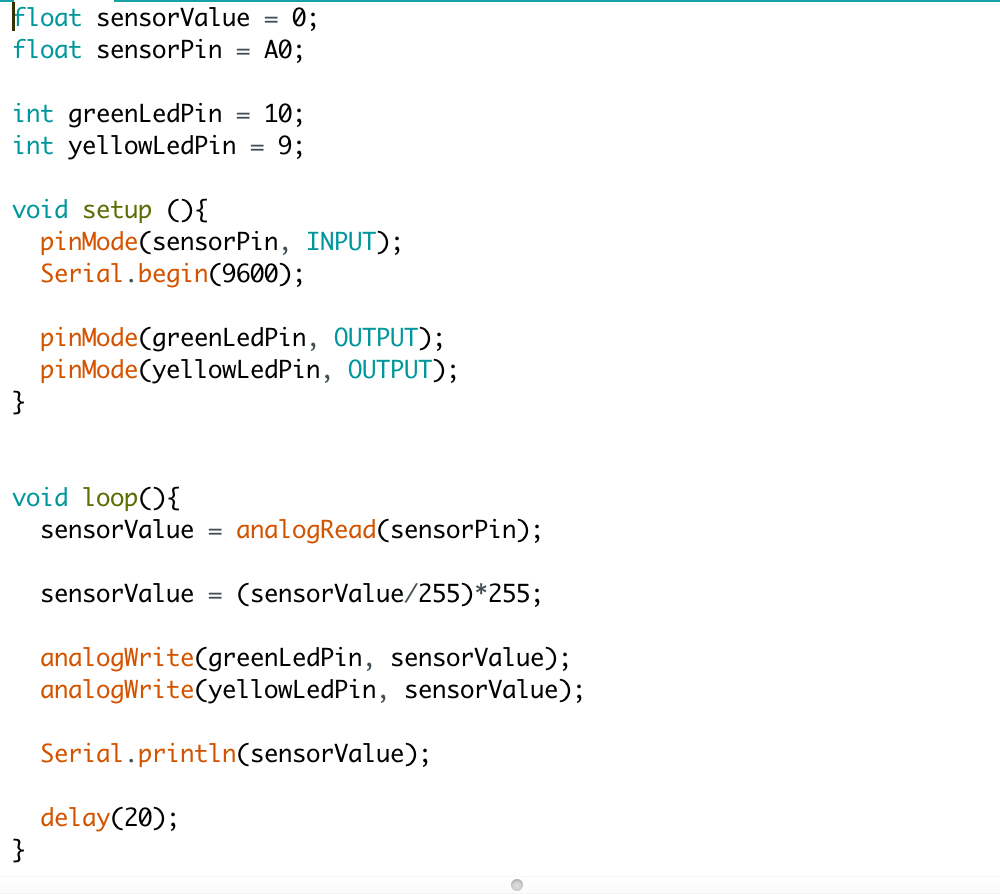 float sensorValue = 0;
float sensorPin = A0;
int greenLedPin = 10;
int yellowLedPin = 9;
void setup (){
pinMode(sensorPin, INPUT);
Serial.begin(9600);
pinMode(greenLedPin, OUTPUT);
pinMode(yellowLedPin, OUTPUT);
}
void loop(){
sensorValue = analogRead(sensorPin);
sensorValue = (sensorValue/255)*255;
analogWrite(greenLedPin, sensorValue);
analogWrite(yellowLedPin, sensorValue);
Serial.println(sensorValue);
delay(20);
}